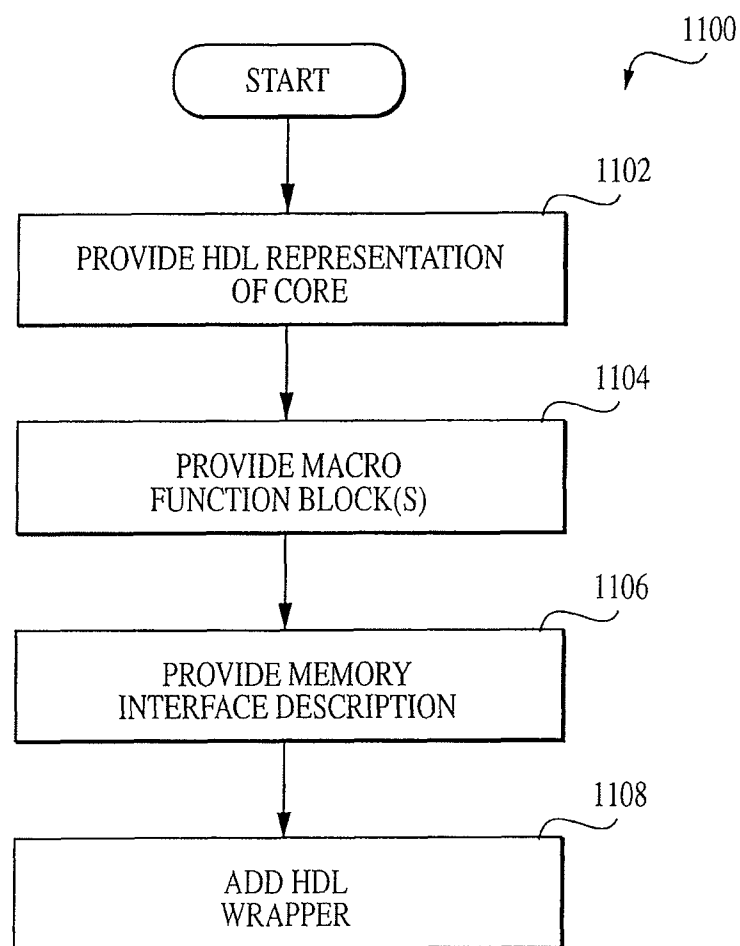 1100
START
1102
PROVIDE HDL REPRESENTATION
OF CORE
1104
PROVIDE MACRO
FUNCTION BLOCK(S)
1106
PROVIDE MEMORY
INTERFACE DESCRIPTION
1108
ADD HDL
WRAPPER